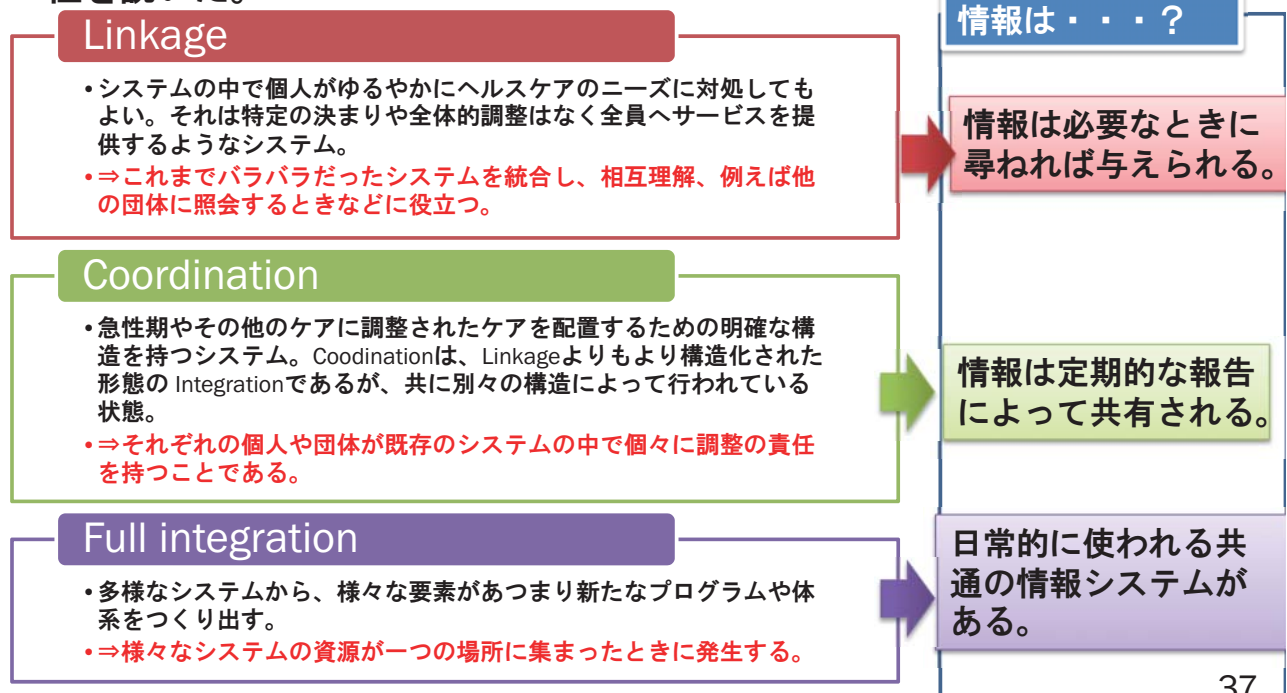 情報は・・・?
Linkage
•システムの中で個人がゆるやかにヘルスケアのニーズに対処しても
よい。それは特定の決まりや全体的調整はなく全員へサービスを提
供するようなシステム。
•⇒これまでバラバラだったシステムを統合し、相互理解、例えば他
の団体に照会するときなどに役立つ。
情報は必要なときに
尋ねれば与えられる。
Coordination
•急性期やその他のケアに調整されたケアを配置するための明確な構
造を持つシステム。Coodinationは、Linkageよりもより構造化された
形態の Integrationであるが、共に別々の構造によって行われている
状態。
•⇒それぞれの個人や団体が既存のシステムの中で個々に調整の責任
を持つことである。
情報は定期的な報告
によって共有される。
Full integration
•多様なシステムから、様々な要素があつまり新たなプログラムや体
系をつくり出す。
•⇒様々なシステムの資源が一つの場所に集まったときに発生する。
日常的に使われる共
通の情報システムが
ある。
37